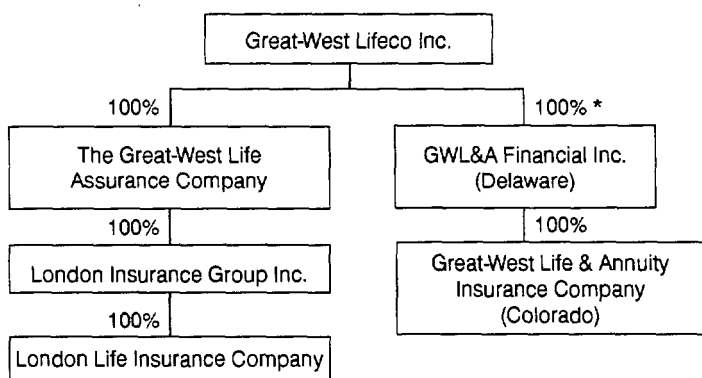 Great-West Lifeco Inc.
100%
100% *
The Great-West Life
Assurance Company
GWL&A Financial Inc.
(Delaware)
100%
100%
London Insurance Group Inc.
Great-West Life & Annuity
Insurance Company
(Colorado)
100%
London Life Insurance Company